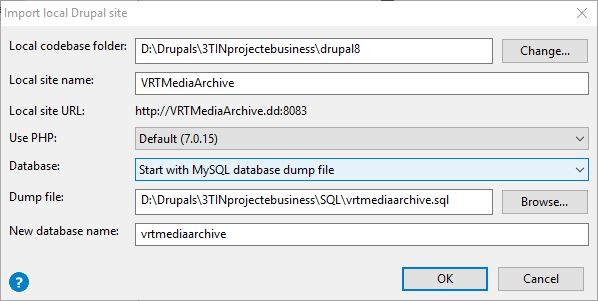 Import local Drupal site
Local codebase folder: D:\Drupals\3TINprojectebusiness\drupal8 Change...
Local site name: VRTMediaArchive
Local site URL: http://VRTMediaArchive.dd:8083
Use PHP: Default (7.0.15)
Database: Start with MySQL database dump file
Dump file: D:\Drupals\3TINprojectebusiness\SQL\vrtmediaarchive.sql Browse...
New database name: vrtmediaarchive
? OK Cancel